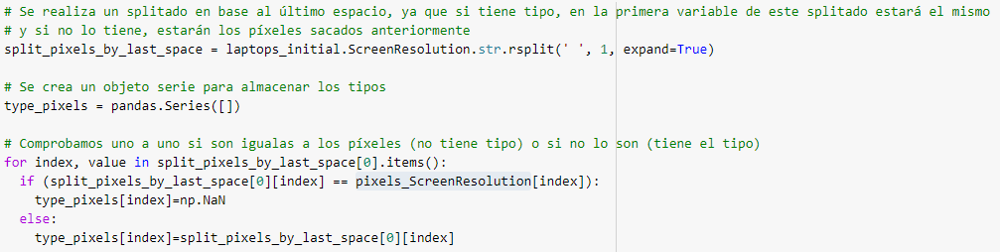 # Se realiza un splitado en base al último espacio, ya que si tiene tipo, en la primera variable de este splitado estará el mismo
# y si no lo tiene, estarán los píxeles sacados anteriormente
split_pixels_by_last_space = laptops_initial.ScreenResolution.str.rsplit(' ', 1, expand=True)
# Se crea un objeto serie para almacenar los tipos
type_pixels = pandas.Series([])
# Comprobamos uno a uno si son igualas a los píxeles (no tiene tipo) o si no lo son (tiene el tipo)
for index, value in split_pixels_by_last_space[0].items():
  if (split_pixels_by_last_space[0][index] == pixels_ScreenResolution[index]):
    type_pixels[index]=np.NaN
  else:
    type_pixels[index]=split_pixels_by_last_space[0][index]